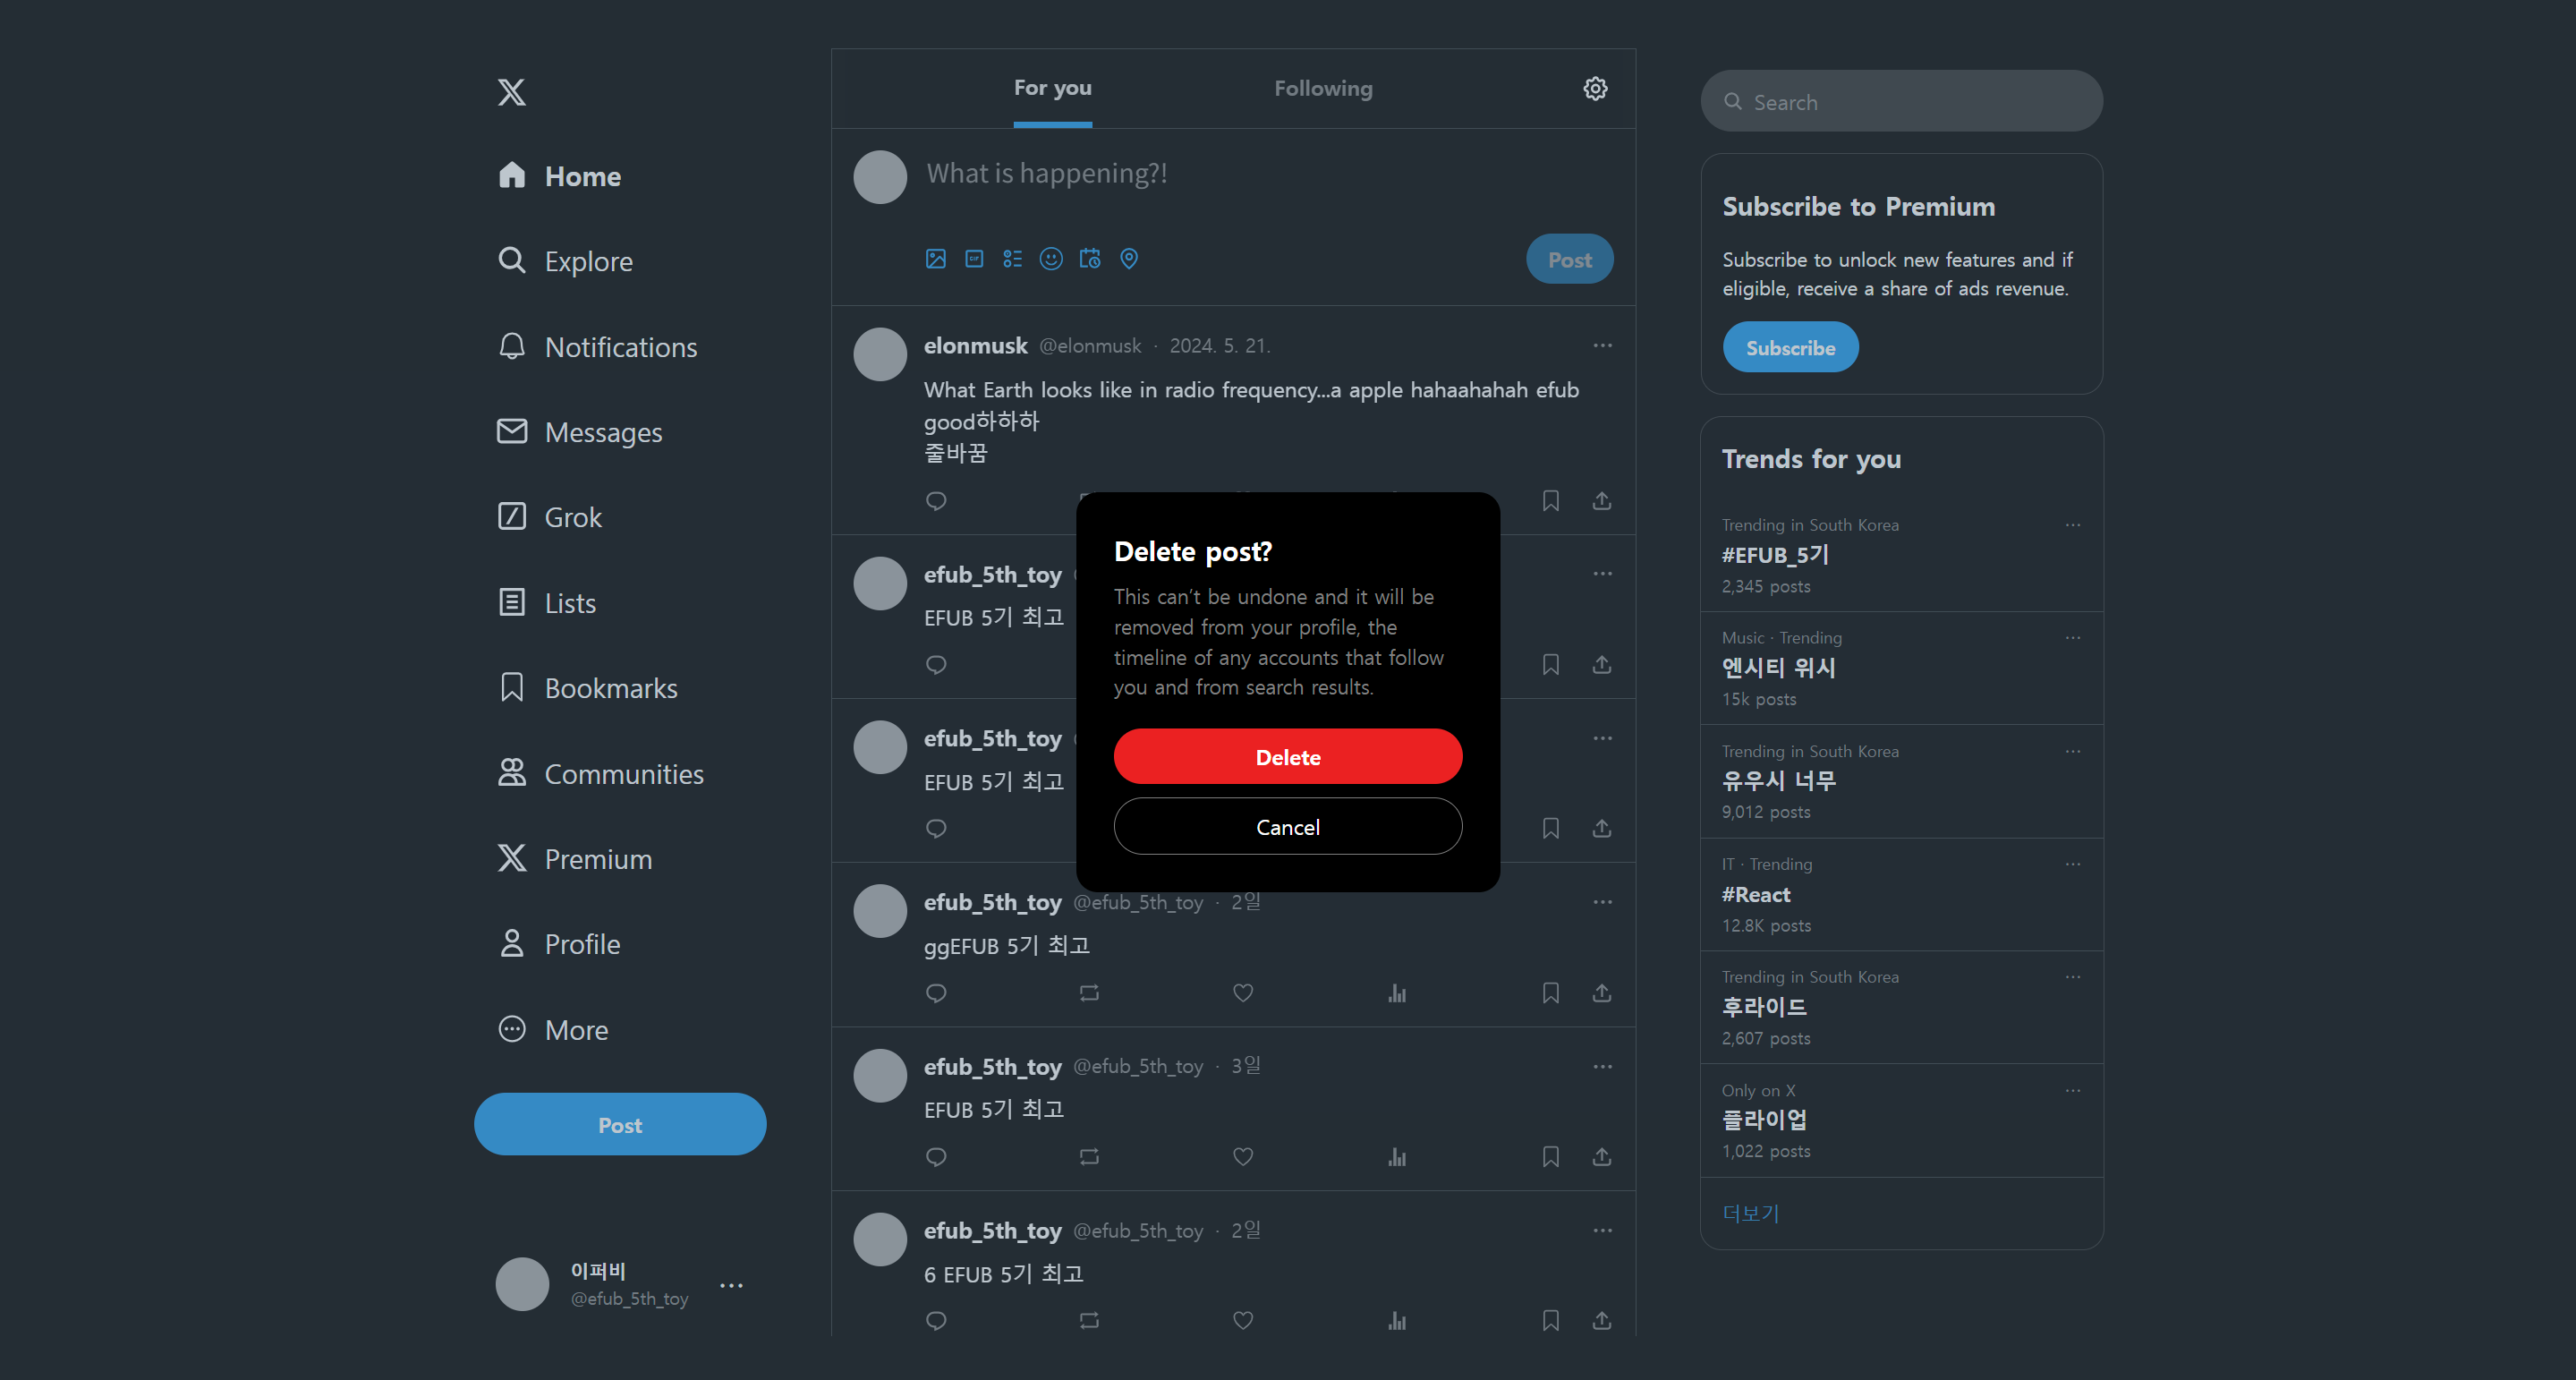 Home
Explore
Notifications
Messages
Grok
Lists
Bookmarks
Communities
Premium
Profile
More
Post
이퍼비
@efub_5th_toy
For you
Following
What is happening?!
GIF
Post
elonmusk @elonmusk · 2024. 5. 21.
What Earth looks like in radio frequency...a apple hahaahahah efub
good하하하
줄바꿈
efub_5th_toy
EFUB 5기 최고
efub_5th_toy
EFUB 5기 최고
efub_5th_toy @efub_5th_toy · 2일
ggEFUB 5기 최고
efub_5th_toy @efub_5th_toy · 3일
EFUB 5기 최고
efub_5th_toy @efub_5th_toy · 2일
6 EFUB 5기 최고
Delete post?
This can’t be undone and it will be
removed from your profile, the
timeline of any accounts that follow
you and from search results.
Delete
Cancel
Search
Subscribe to Premium
Subscribe to unlock new features and if
eligible, receive a share of ads revenue.
Subscribe
Trends for you
Trending in South Korea
#EFUB_5기
2,345 posts
Music · Trending
엔시티 위시
15k posts
Trending in South Korea
유우시 너무
9,012 posts
IT · Trending
#React
12.8K posts
Trending in South Korea
후라이드
2,607 posts
Only on X
플라이업
1,022 posts
더보기